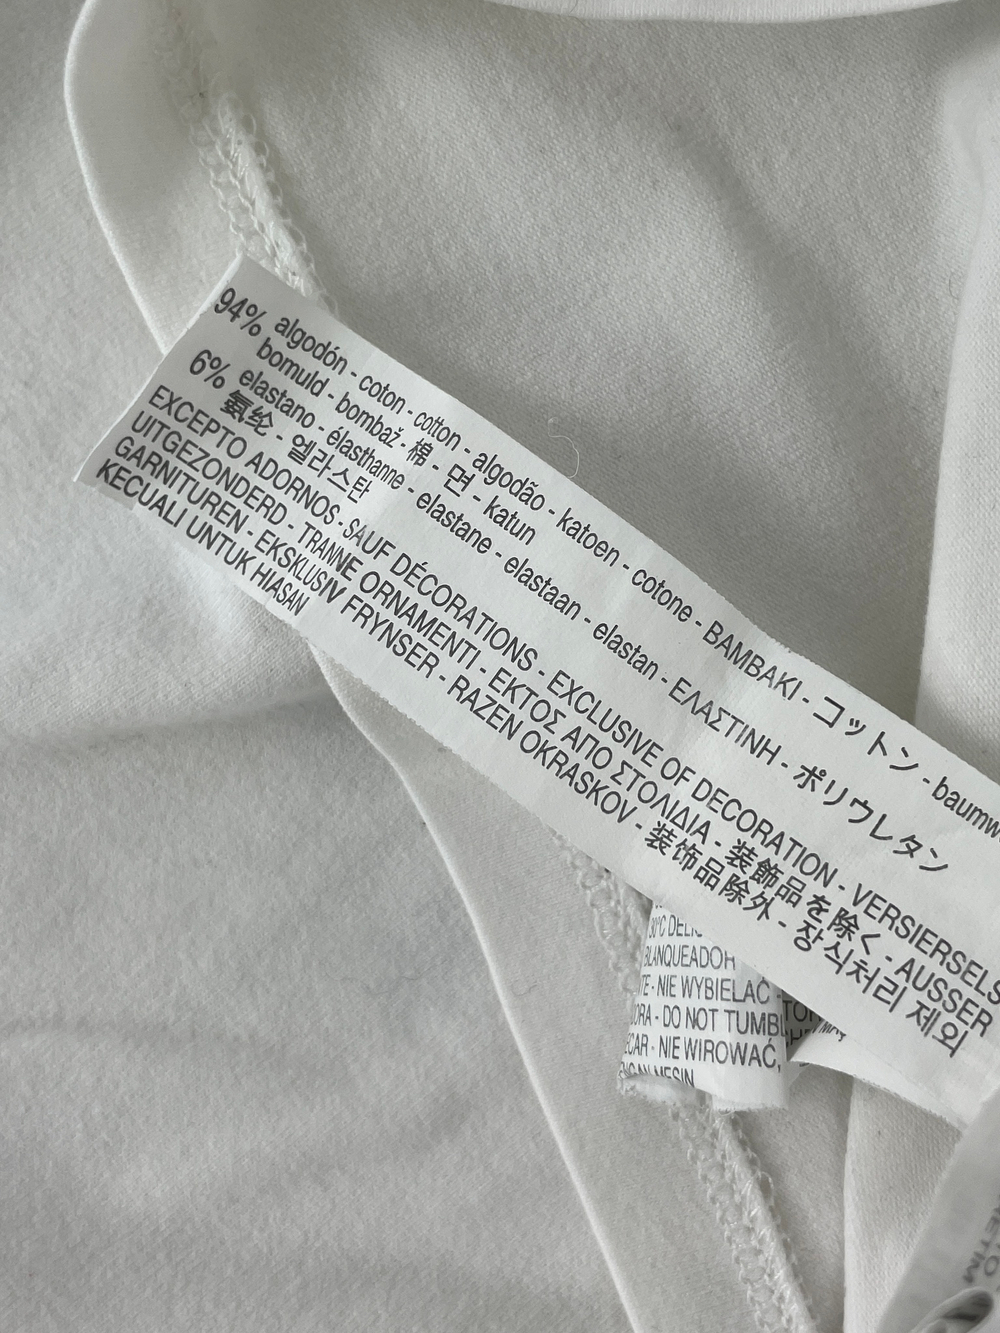 94% algodón - coton - cotton - algodão - katoen - cotone - BAMBAKI - コットン - baumw
bomuld - bombaž - 棉 - 면 - katun
6% elastano - élasthanne - elastane - elastaan - elastan - ΕΛΑΣΤΙΝΗ - ポリウレタン
氨纶 - 엘라스탄
EXCEPTO ADORNOS - SAUF DÉCORATIONS - EXCLUSIVE OF DECORATION - VERSIERSELS
UITGEZONDERD - TRANNE ORNAMENTI - ΕΚΤΟΣ ΑΠΟ ΣΤΟΛΙΔΙΑ - 装飾品を除く - AUSSER
GARNITUREN - EKSKLUSIV FRYNSER - RAZEN OKRASKOV - 装饰品除外 - 장식처리 제외
KECUALI UNTUK HIASAN
30°C
BLANQUEADOR
- NIE WYBIELAĆ -
- DO NOT TUMBL
ECAR - NIE WIROWAĆ,
MESIN